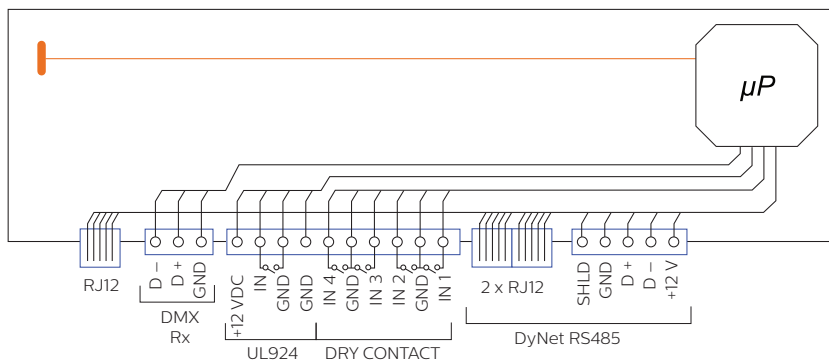 µP
D –
D +
GND
+12 VDC
IN
GND
GND
IN 4
GND
IN 3
IN 2
GND
IN 1
SHLD
GND
D +
D –
+12 V
RJ12
2 x RJ12
DMX
Rx
DyNet RS485
UL924
DRY CONTACT